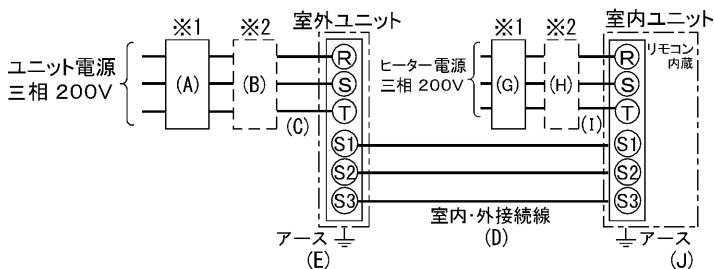 ※1 ※2 室外ユニット
ユニット電源
三相 200V
(A) (B) (C)
R
S
T
S1
S2
S3
アース
(E)
室内・外接続線
(D)
※1 ※2 室内ユニット
ヒーター電源
三相 200V
(G) (H) (I)
リモコン
内蔵
R
S
T
S1
S2
S3
アース
(J)